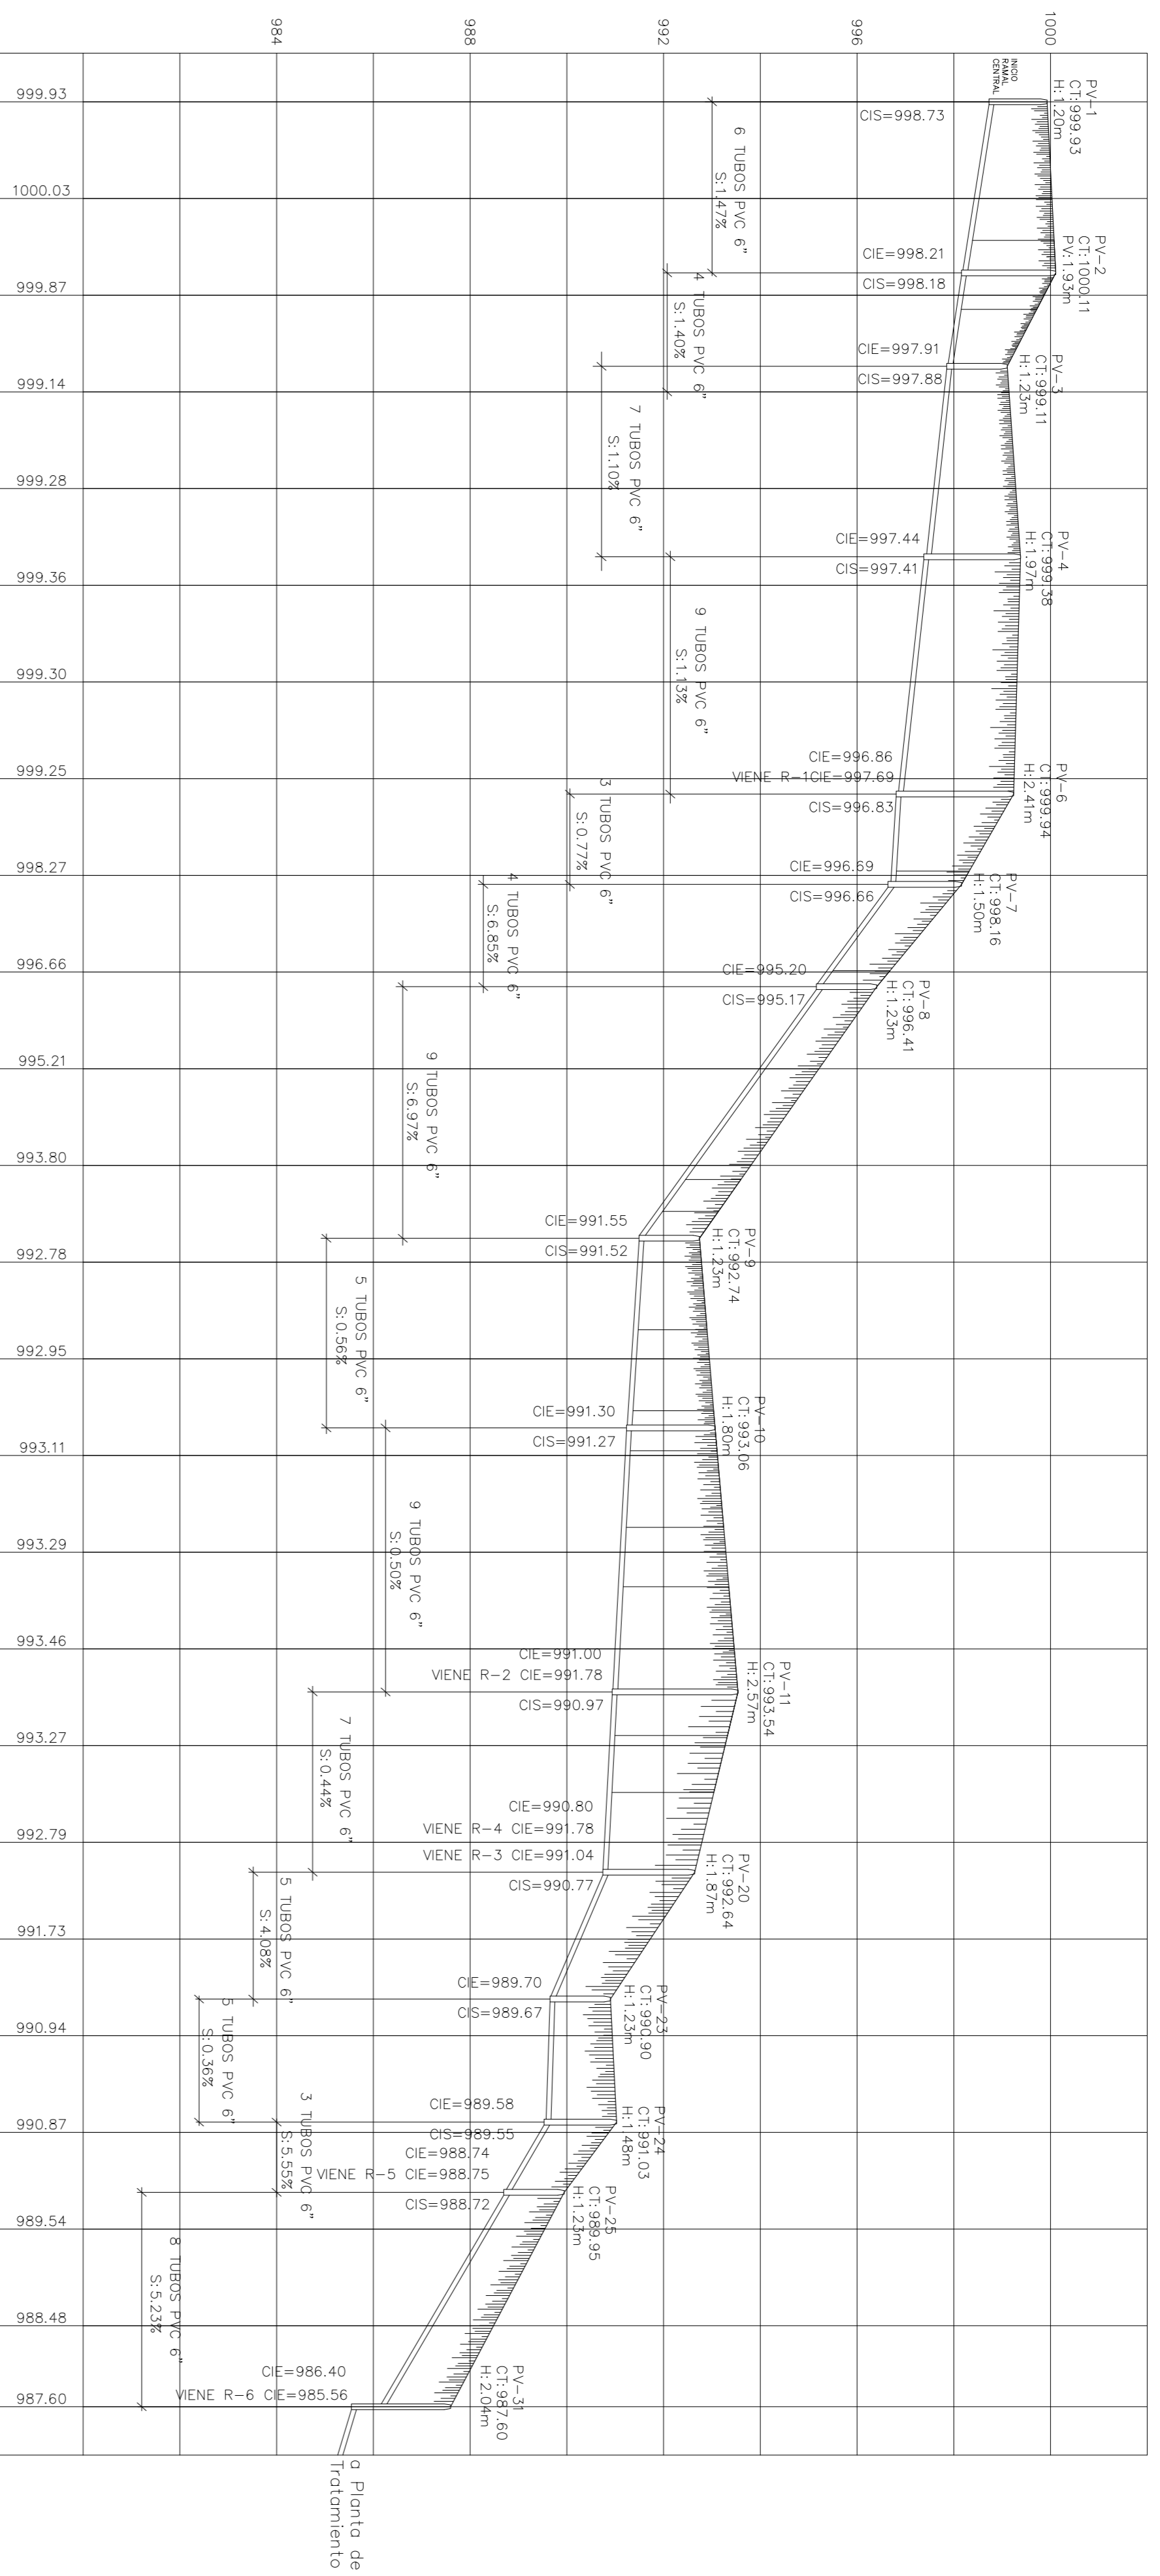 1000
996
992
988
984
INICIO
RAMAL
CENTRAL
PV-1
CT:999.93
H:1.20m
PV-2
CT:1000.11
PV:1.93m
PV-3
CT:999.11
H:1.23m
PV-4
CT:999.38
H:1.97m
PV-6
CT:999.94
H:2.41m
PV-7
CT:998.16
H:1.50m
PV-8
CT:996.41
H:1.23m
PV-9
CT:992.74
H:1.23m
PV-10
CT:993.06
H:1.80m
PV-11
CT:993.54
H:2.57m
PV-20
CT:992.64
H:1.87m
PV-23
CT:990.90
H:1.23m
PV-24
CT:991.03
H:1.48m
PV-25
CT:989.95
H:1.23m
PV-31
CT:987.60
H:2.04m
CIS=998.73
CIE=998.21
CIS=998.18
CIE=997.91
CIS=997.88
CIE=997.44
CIS=997.41
CIE=996.86
VIENE R-1CIE=997.69
CIS=996.83
CIE=996.69
CIS=996.66
CIE=995.20
CIS=995.17
CIE=991.55
CIS=991.52
CIE=991.30
CIS=991.27
CIE=991.00
VIENE R-2 CIE=991.78
CIS=990.97
CIE=990.80
VIENE R-4 CIE=991.78
VIENE R-3 CIE=991.04
CIS=990.77
CIE=989.70
CIS=989.67
CIE=989.58
CIS=989.55
CIE=988.74
VIENE R-5 CIE=988.75
CIS=988.72
CIE=986.40
VIENE R-6 CIE=985.56
6 TUBOS PVC 6"
S:1.47%
4 TUBOS PVC 6"
S:1.40%
7 TUBOS PVC 6"
S:1.10%
9 TUBOS PVC 6"
S:1.13%
3 TUBOS PVC 6"
S:0.77%
4 TUBOS PVC 6"
S:6.85%
9 TUBOS PVC 6"
S:6.97%
5 TUBOS PVC 6"
S:0.56%
9 TUBOS PVC 6"
S:0.50%
7 TUBOS PVC 6"
S:0.44%
5 TUBOS PVC 6"
S:4.08%
5 TUBOS PVC 6"
S:0.36%
3 TUBOS PVC 6"
S:5.55%
8 TUBOS PVC 6"
S:5.23%
a Planta de
Tratamiento
999.93
1000.03
999.87
999.14
999.28
999.36
999.30
999.25
998.27
996.66
995.21
993.80
992.78
992.95
993.11
993.29
993.46
993.27
992.79
991.73
990.94
990.87
989.54
988.48
987.60